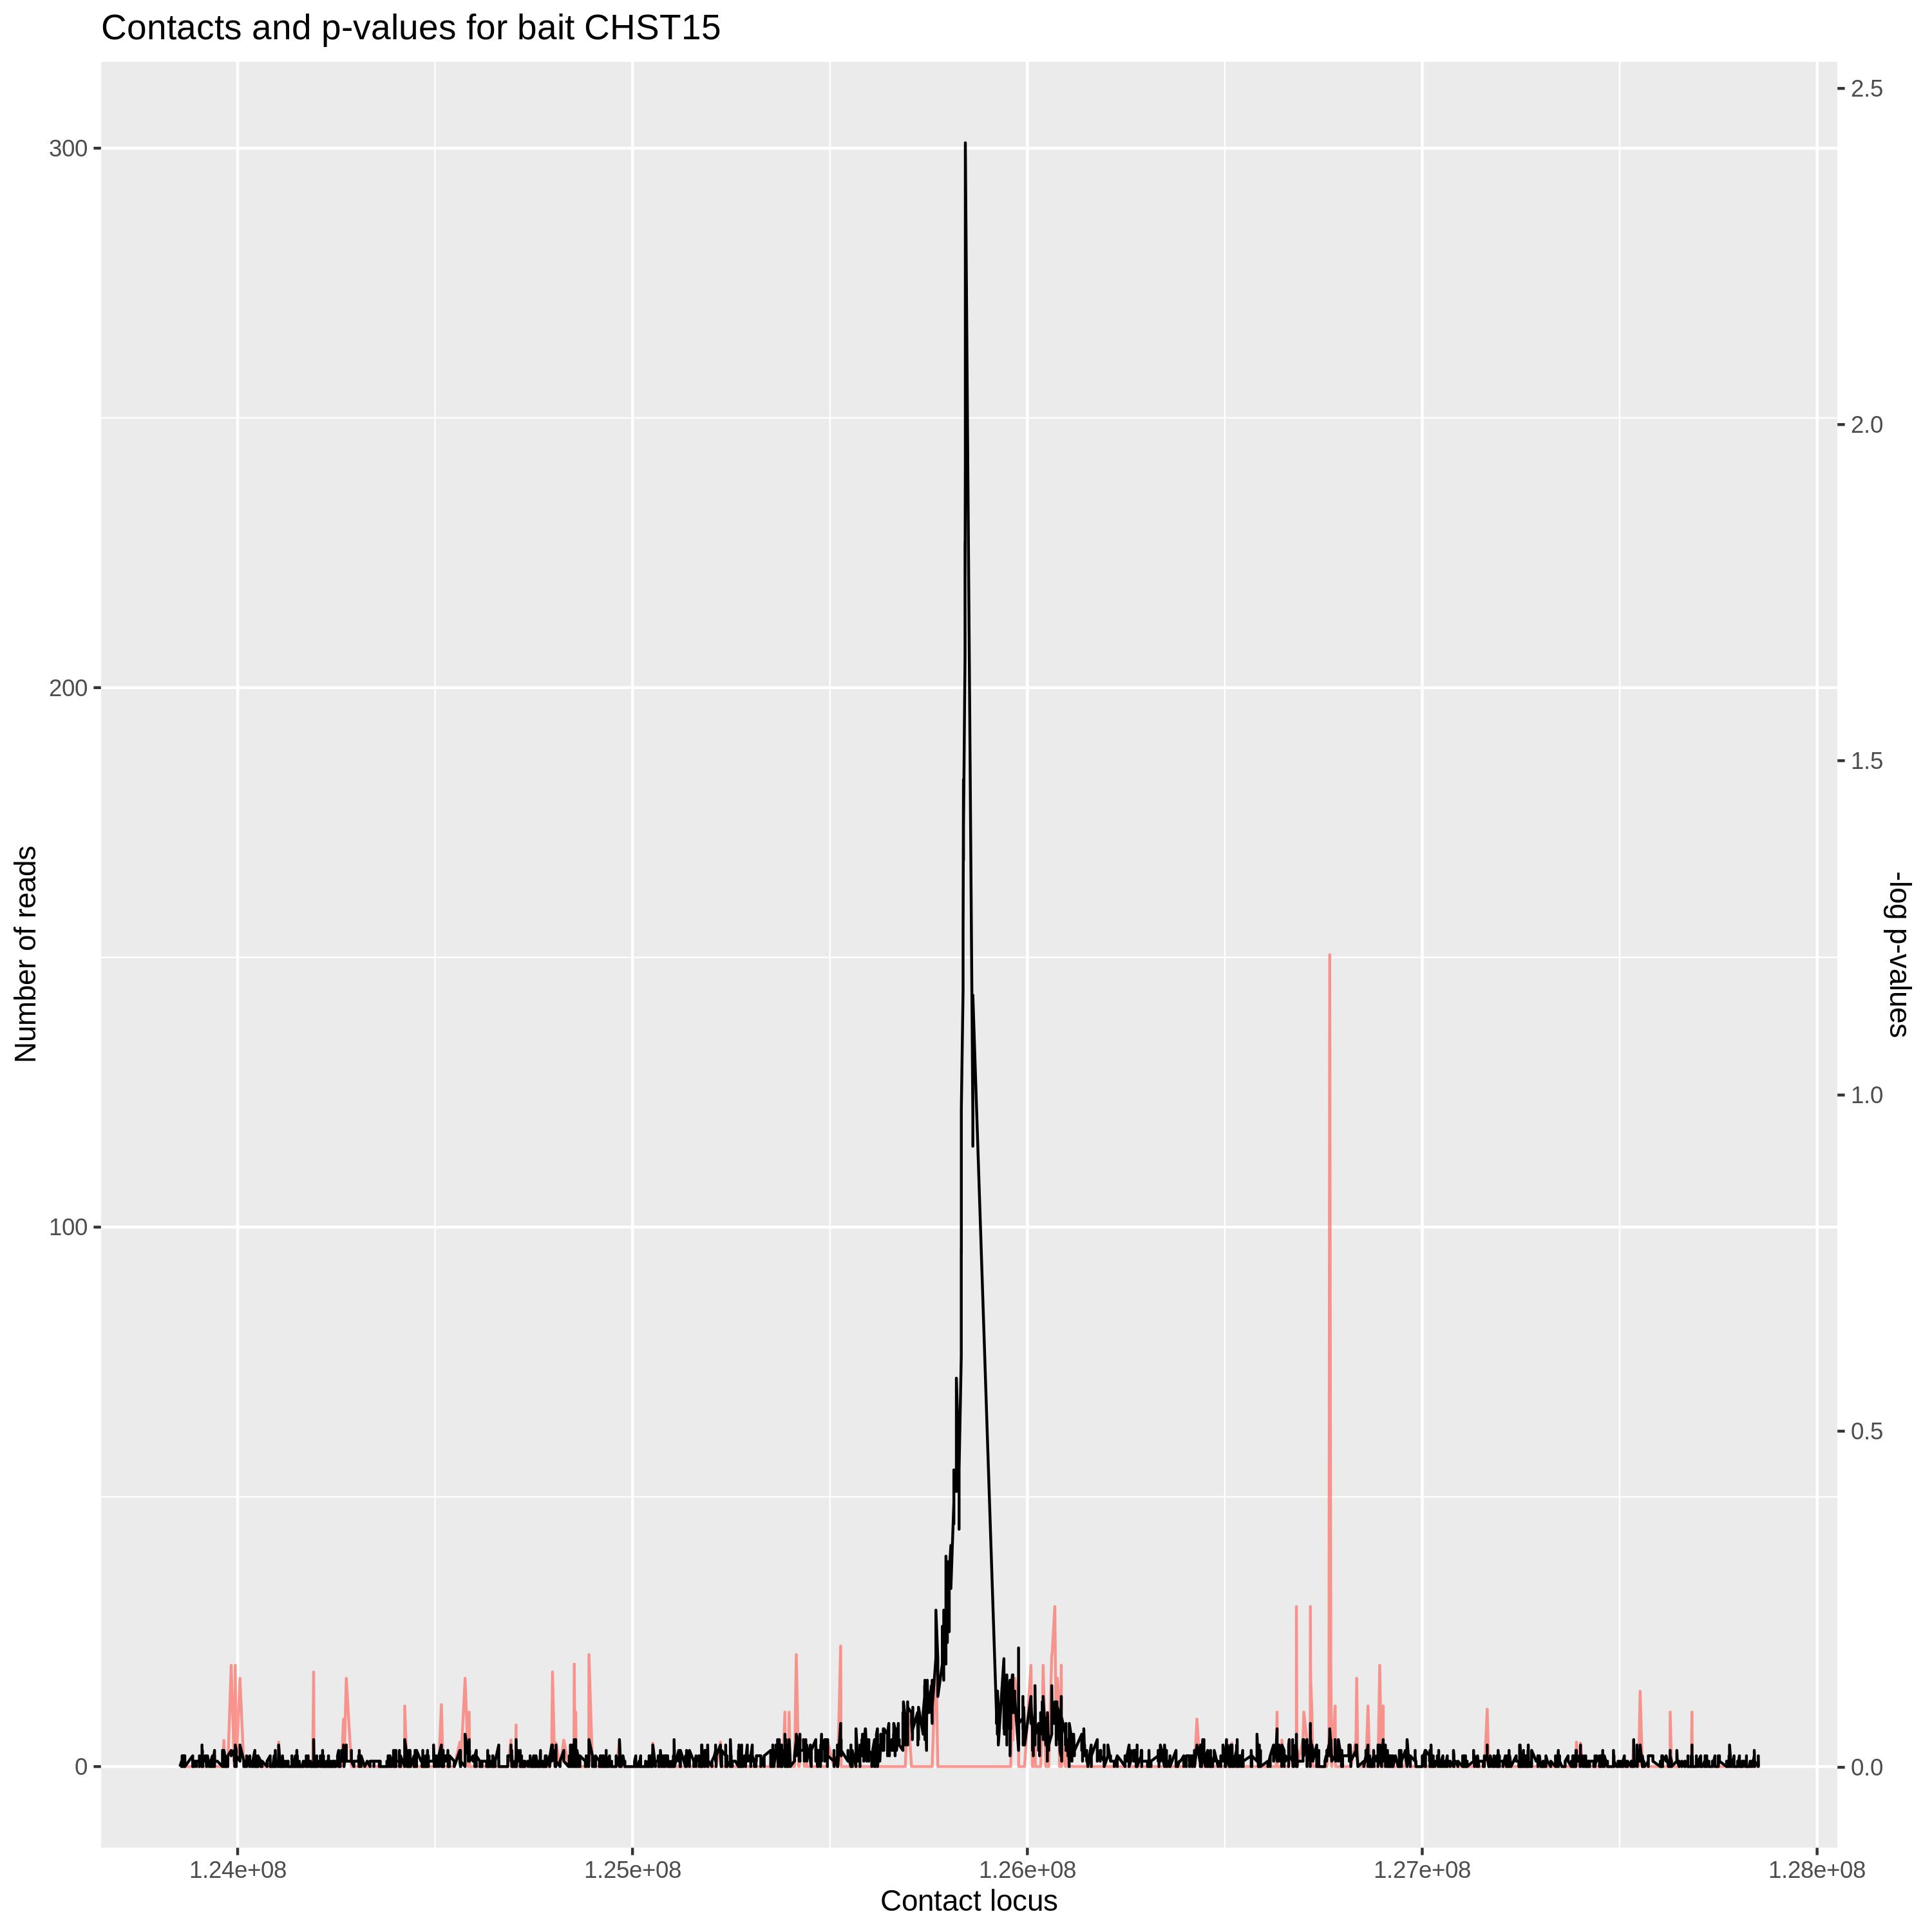 Contacts and p-values for bait CHST15
300
200
100
0
Number of reads
2.5
2.0
1.5
1.0
0.5
0.0
-log p-values
1.24e+08
1.25e+08
1.26e+08
1.27e+08
1.28e+08
Contact locus